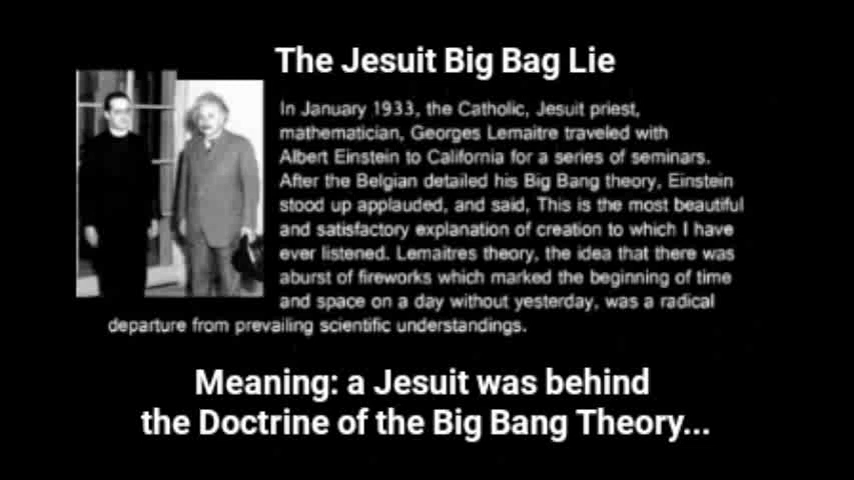 The Jesuit Big Bag Lie
In January 1933, the Catholic, Jesuit priest,
mathematician, Georges Lemaitre traveled with
Albert Einstein to California for a series of seminars.
After the Belgian detailed his Big Bang theory, Einstein
stood up applauded, and said, This is the most beautiful
and satisfactory explanation of creation to which I have
ever listened. Lemaitres theory, the idea that there was
aburst of fireworks which marked the beginning of time
and space on a day without yesterday, was a radical
departure from prevailing scientific understandings.
Meaning: a Jesuit was behind
the Doctrine of the Big Bang Theory...